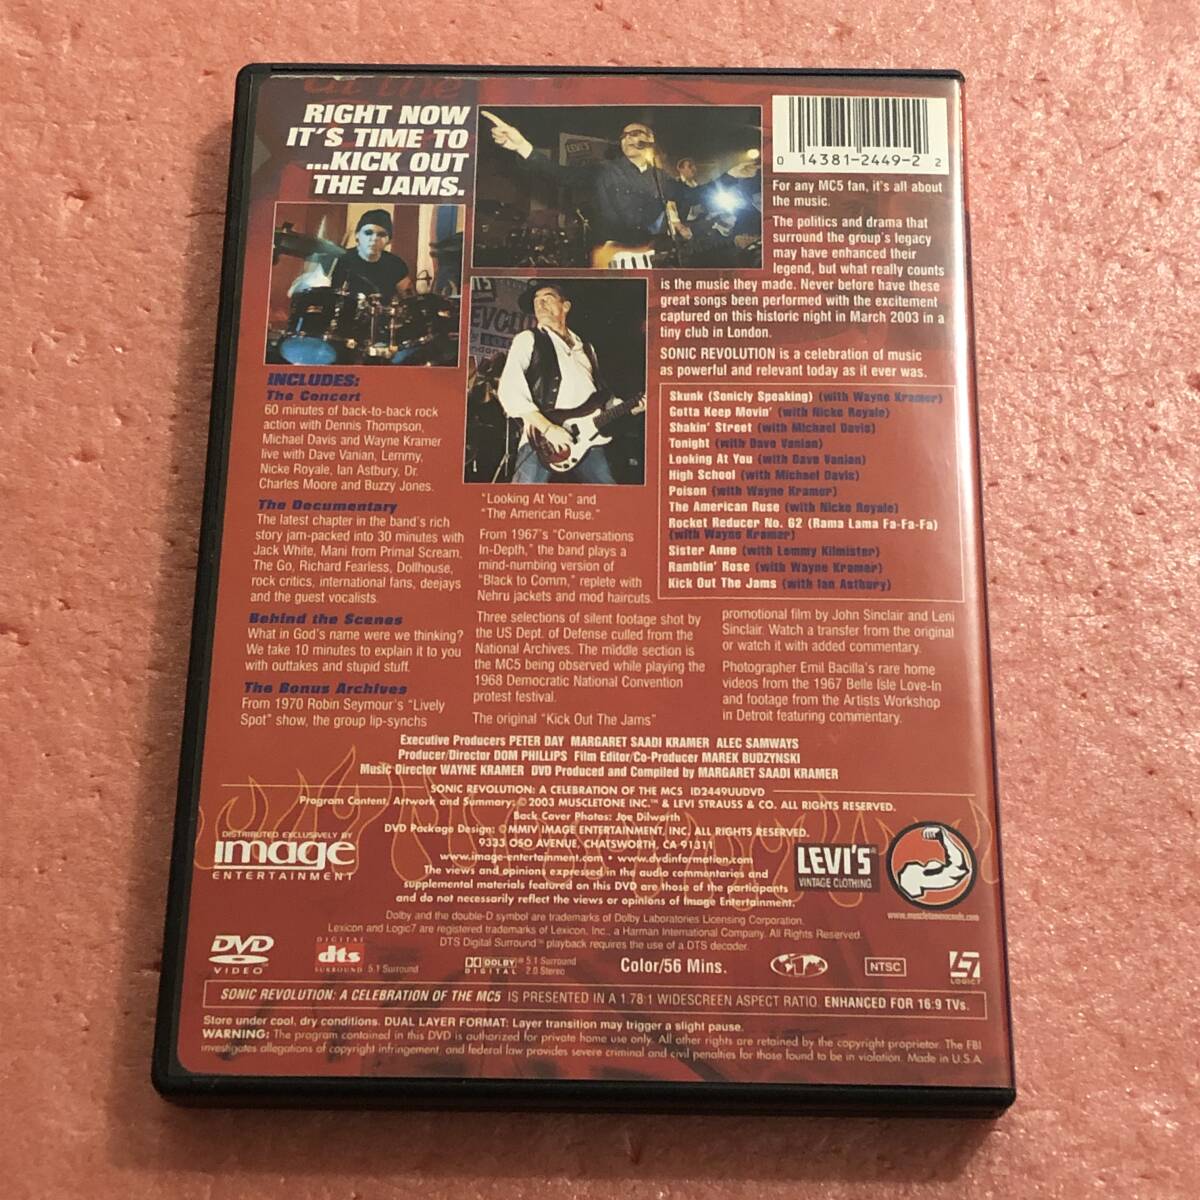 RIGHT NOW
IT'S TIME TO
...KICK OUT
THE JAMS.
0 14381-2449-2 2
For any MC5 fan, it's all about
the music.
The politics and drama that
surround the group's legacy
may have enhanced their
legend, but what really counts
is the music they made. Never before have these
great songs been performed with the excitement
captured on this historic night in March 2003 in a
tiny club in London.
SONIC REVOLUTION is a celebration of music
as powerful and relevant today as it ever was.
Skunk (Sonicly Speaking) (with Wayne Kramer)
Gotta Keep Movin' (with Nicke Royale)
Shakin' Street (with Michael Davis)
Tonight (with Dave Vanian)
Looking At You (with Dave Vanian)
High School (with Michael Davis)
Poison (with Wayne Kramer)
The American Ruse (with Nicke Royale)
Rocket Reducer No. 62 (Rama Lama Fa-Fa-Fa)
(with Wayne Kramer)
Sister Anne (with Lemmy Kilmister)
Ramblin' Rose (with Wayne Kramer)
Kick Out The Jams (with Ian Astbury)
INCLUDES:
The Concert
60 minutes of back-to-back rock
action with Dennis Thompson,
Michael Davis and Wayne Kramer
live with Dave Vanian, Lemmy,
Nicke Royale, Ian Astbury, Dr.
Charles Moore and Buzzy Jones.
The Documentary
The latest chapter in the band's rich
story jam-packed into 30 minutes with
Jack White, Mani from Primal Scream,
The Go, Richard Fearless, Dollhouse,
rock critics, international fans, deejays
and the guest vocalists.
Behind the Scenes
What in God's name were we thinking?
We take 10 minutes to explain it to you
with outtakes and stupid stuff.
The Bonus Archives
From 1970 Robin Seymour's "Lively
Spot" show, the group lip-synchs
"Looking At You" and
"The American Ruse."
From 1967's "Conversations
In-Depth," the band plays a
mind-numbing version of
"Black to Comm," replete with
Nehru jackets and mod haircuts.
Three selections of silent footage shot by
the US Dept. of Defense culled from the
National Archives. The middle section is
the MC5 being observed while playing the
1968 Democratic National Convention
protest festival.
The original "Kick Out The Jams"
promotional film by John Sinclair and Leni
Sinclair. Watch a transfer from the original
or watch it with added commentary.
Photographer Emil Bacilla's rare home
videos from the 1967 Belle Isle Love-In
and footage from the Artists Workshop
in Detroit featuring commentary.
Executive Producers PETER DAY MARGARET SAADI KRAMER ALEC SAMWAYS
Producer/Director DOM PHILLIPS Film Editor/Co-Producer MAREK BUDZYNSKI
Music Director WAYNE KRAMER DVD Produced and Compiled by MARGARET SAADI KRAMER
SONIC REVOLUTION: A CELEBRATION OF THE MC5 ID2449UUDVD
Program Content, Artwork and Summary: © 2003 MUSCLETONE INC.™ & LEVI STRAUSS & CO. ALL RIGHTS RESERVED.
Back Cover Photos: Joe Dilworth
DVD Package Design: © MMIV IMAGE ENTERTAINMENT, INC. ALL RIGHTS RESERVED.
9333 OSO AVENUE, CHATSWORTH, CA 91311
www.image-entertainment.com • www.dvdinformation.com
The views and opinions expressed in the audio commentaries and
supplemental materials featured on this DVD are those of the participants
and do not necessarily reflect the views or opinions of Image Entertainment.
DISTRIBUTED EXCLUSIVELY BY
image
ENTERTAINMENT
LEVI'S
VINTAGE CLOTHING
www.muscletonerecords.com
Dolby and the double-D symbol are trademarks of Dolby Laboratories Licensing Corporation.
Lexicon and Logic7 are registered trademarks of Lexicon, Inc., a Harman International Company. All Rights Reserved.
DTS Digital Surround™ playback requires the use of a DTS decoder.
DVD
VIDEO™
DIGITAL
dts
SURROUND 5.1 Surround
DOLBY® 5.1 Surround
DIGITAL 2.0 Stereo
Color/56 Mins.
1
NTSC
L7
LOGIC7
SONIC REVOLUTION: A CELEBRATION OF THE MC5 IS PRESENTED IN A 1.78:1 WIDESCREEN ASPECT RATIO. ENHANCED FOR 16:9 TVs.
Store under cool, dry conditions. DUAL LAYER FORMAT: Layer transition may trigger a slight pause.
WARNING: The program contained in this DVD is authorized for private home use only. All other rights are retained by the copyright proprietor. The FBI
investigates allegations of copyright infringement, and federal law provides severe criminal and civil penalties for those found to be in violation. Made in U.S.A.